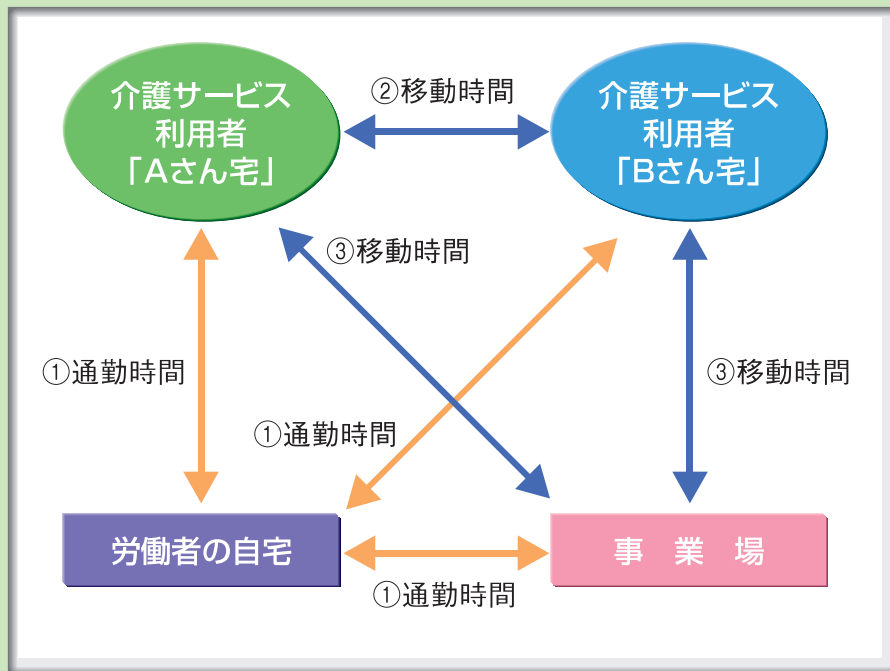 介護サービス
利用者
「Aさん宅」
②移動時間
介護サービス
利用者
「Bさん宅」
③移動時間
①通勤時間
③移動時間
①通勤時間
労働者の自宅
事業場
①通勤時間